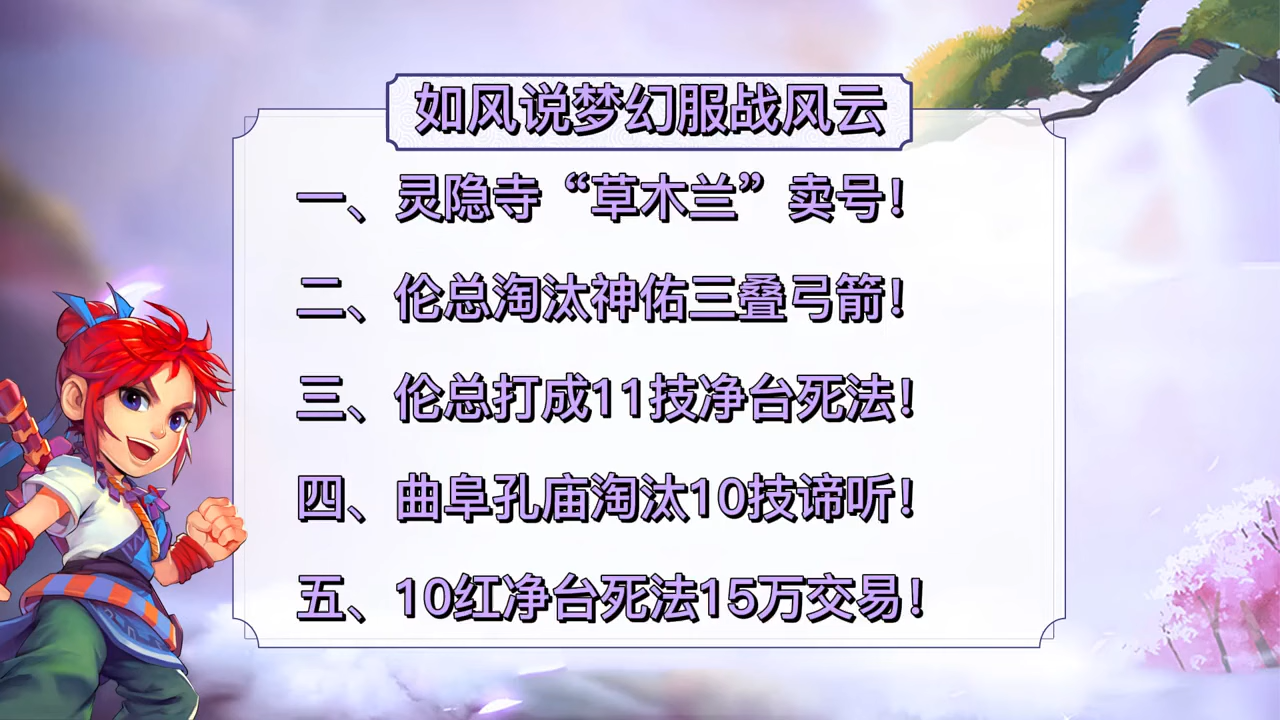 如风说梦幻服战风云
一、灵隐寺“草木兰”卖号！
二、伦总淘汰神佑三叠弓箭！
三、伦总打成11技净台死法！
四、曲阜孔庙淘汰10技谛听！
五、10红净台死法15万交易！